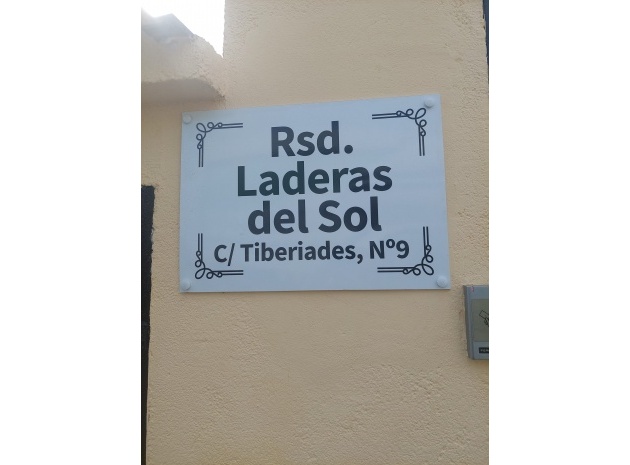 Rsd.
Laderas
del Sol
C/ Tiberiades, Nº9